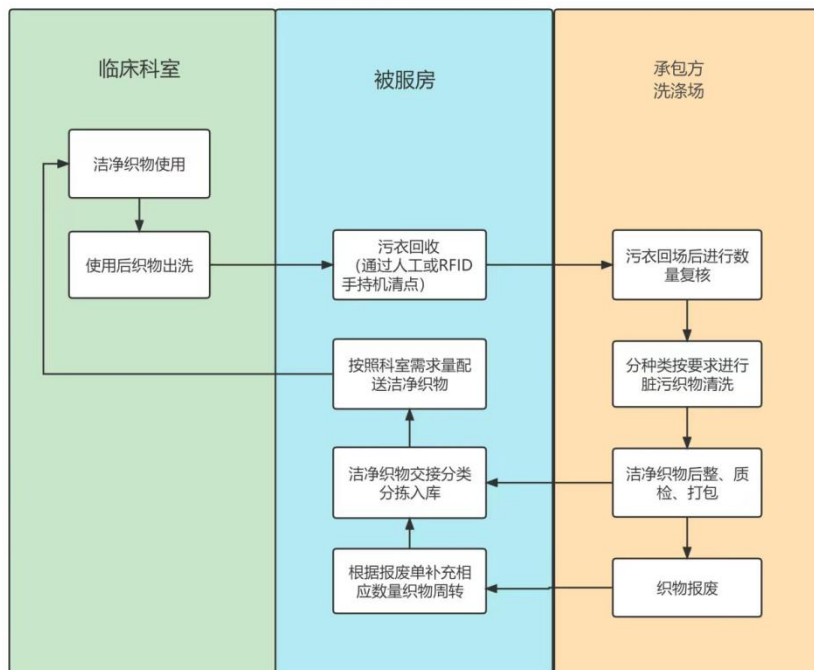 临床科室
被服房
承包方
洗涤场
洁净织物使用
使用后织物出洗
污衣回收
（通过人工或RFID
手持机清点）
污衣回场后进行数
量复核
按照科室需求量配
送洁净织物
分种类按要求进行
脏污织物清洗
洁净织物交接分类
分拣入库
洁净织物后整、质
检、打包
根据报废单补充相
应数量织物周转
织物报废